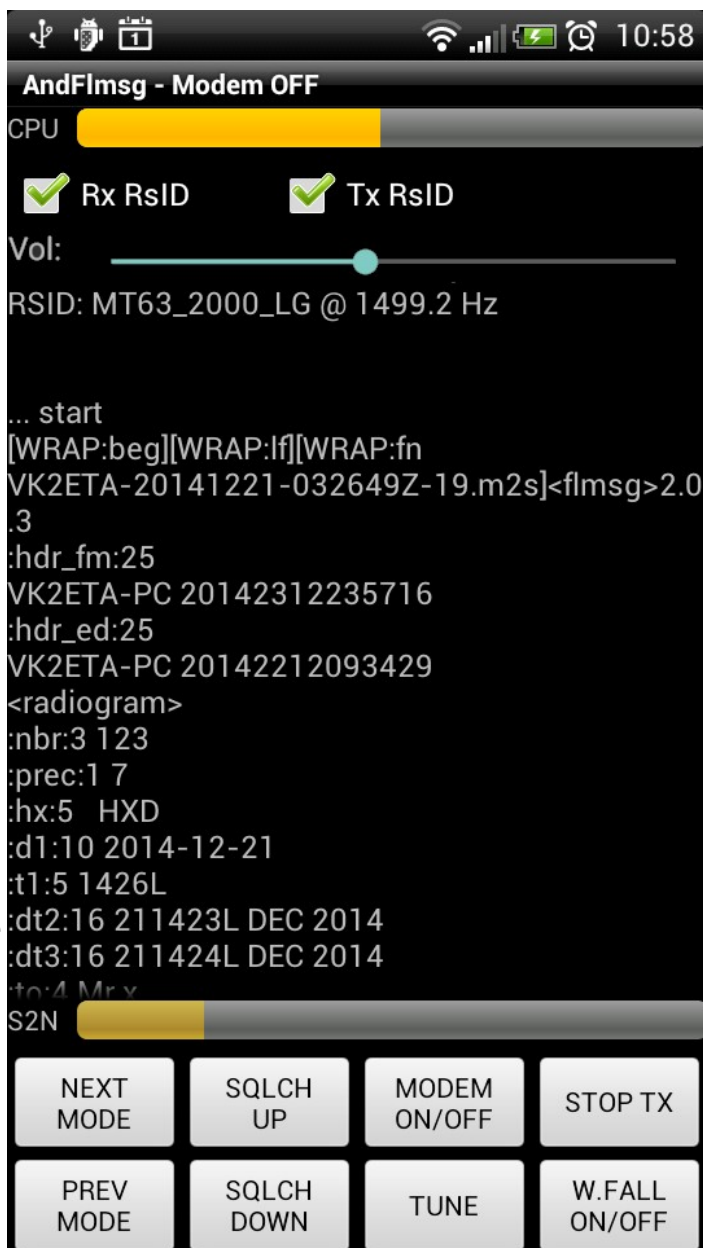 1
10:58
AndFlmsg - Modem OFF
CPU
Rx RsID
Tx RsID
Vol:
RSID: MT63_2000_LG @ 1499.2 Hz
... start
[WRAP:beg][WRAP:lf][WRAP:fn
VK2ETA-20141221-032649Z-19.m2s]<flmsg>2.0
.3
:hdr_fm:25
VK2ETA-PC 20142312235716
:hdr_ed:25
VK2ETA-PC 20142212093429
<radiogram>
:nbr:3 123
:prec:1 7
:hx:5   HXD
:d1:10 2014-12-21
:t1:5 1426L
:dt2:16 211423L DEC 2014
:dt3:16 211424L DEC 2014
:to:4 Mr x
S2N
NEXT MODE
SQLCH UP
MODEM ON/OFF
STOP TX
PREV MODE
SQLCH DOWN
TUNE
W.FALL ON/OFF